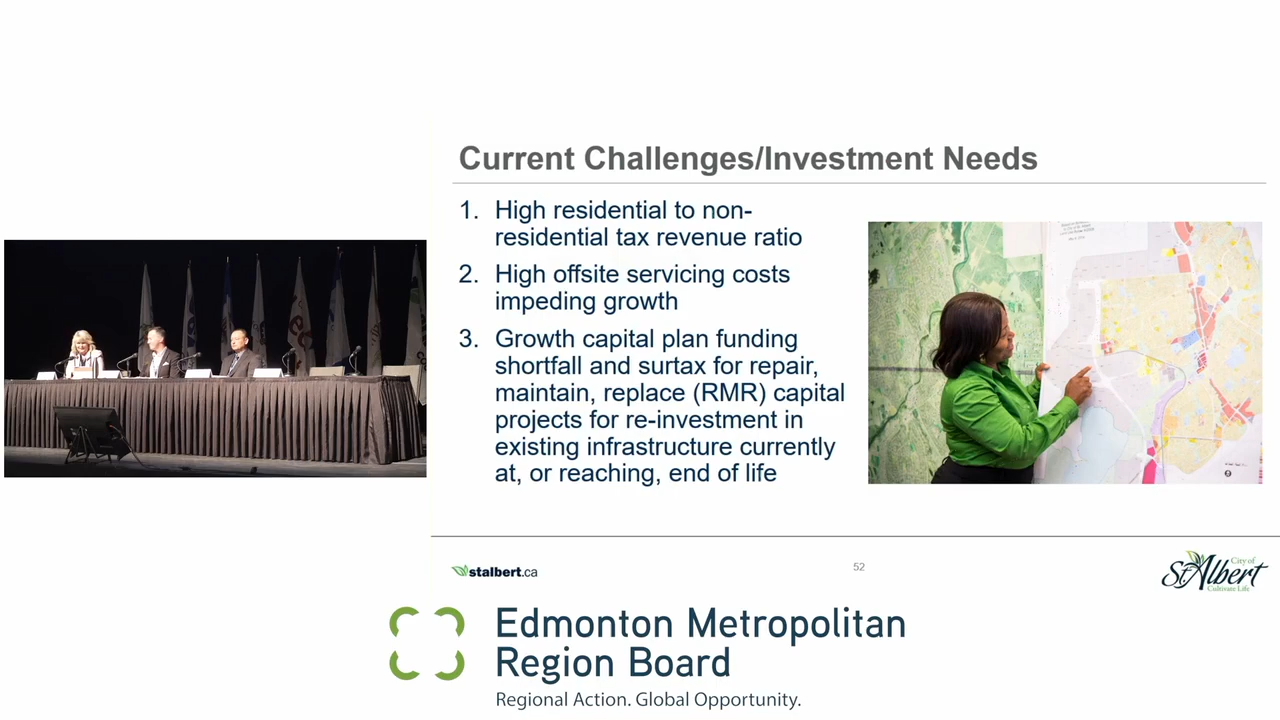 Current Challenges/Investment Needs
1. High residential to non-
residential tax revenue ratio
2. High offsite servicing costs
impeding growth
3. Growth capital plan funding
shortfall and surtax for repair,
maintain, replace (RMR) capital
projects for re-investment in
existing infrastructure currently
at, or reaching, end of life
stalbert.ca
52
City of
St. Albert
Cultivate Life
Edmonton Metropolitan
Region Board
Regional Action. Global Opportunity.